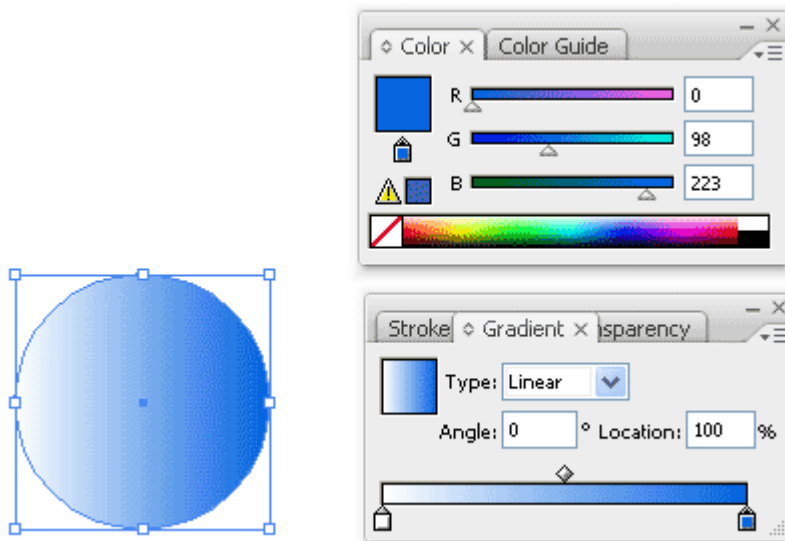 Color × Color Guide
R 0
G 98
B 223
Stroke Gradient × nsparency
Type: Linear
Angle: 0 ° Location: 100 %